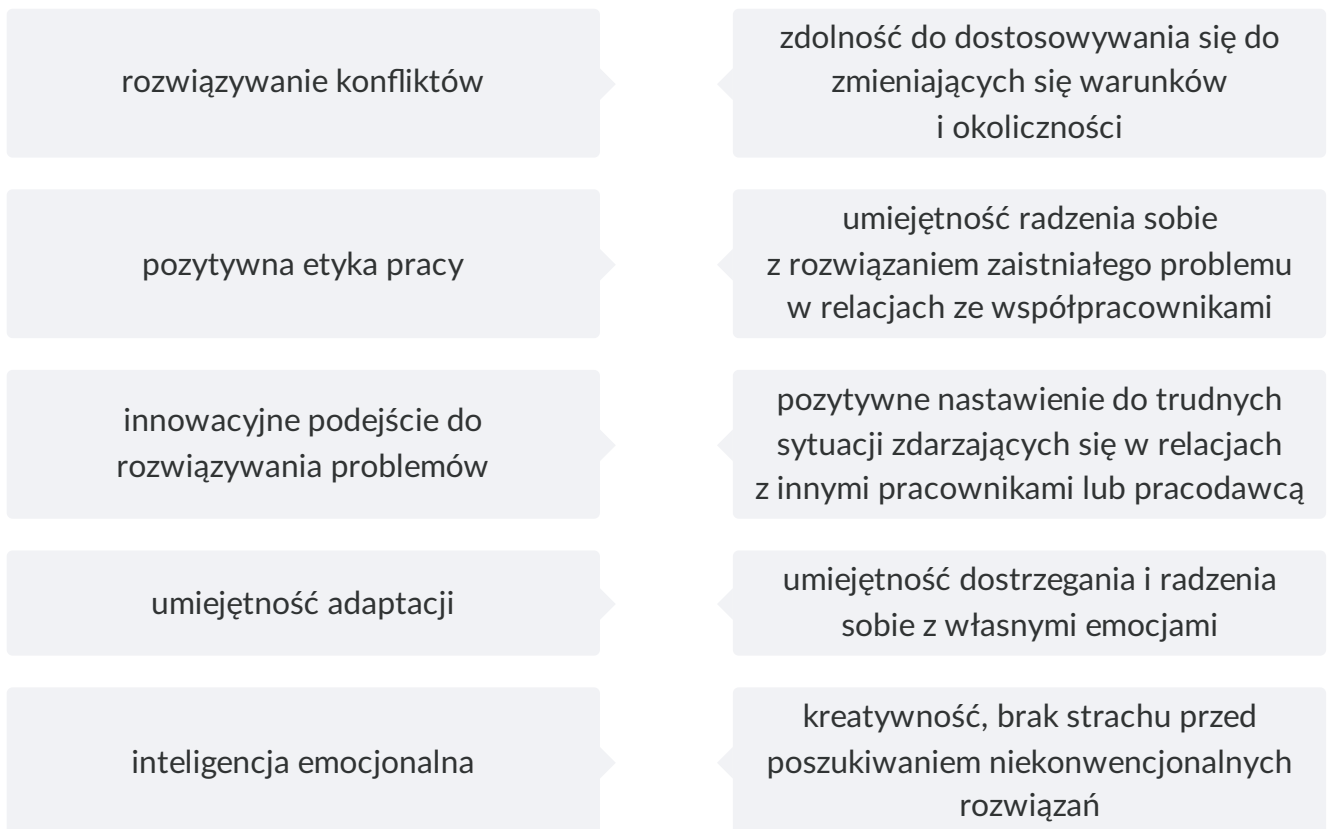 rozwiązywanie konfliktów
zdolność do dostosowywania się do
zmieniających się warunków
i okoliczności
pozytywna etyka pracy
umiejętność radzenia sobie
z rozwiązaniem zaistniałego problemu
w relacjach ze współpracownikami
innowacyjne podejście do
rozwiązywania problemów
pozytywne nastawienie do trudnych
sytuacji zdarzających się w relacjach
z innymi pracownikami lub pracodawcą
umiejętność adaptacji
umiejętność dostrzegania i radzenia
sobie z własnymi emocjami
inteligencja emocjonalna
kreatywność, brak strachu przed
poszukiwaniem niekonwencjonalnych
rozwiązań